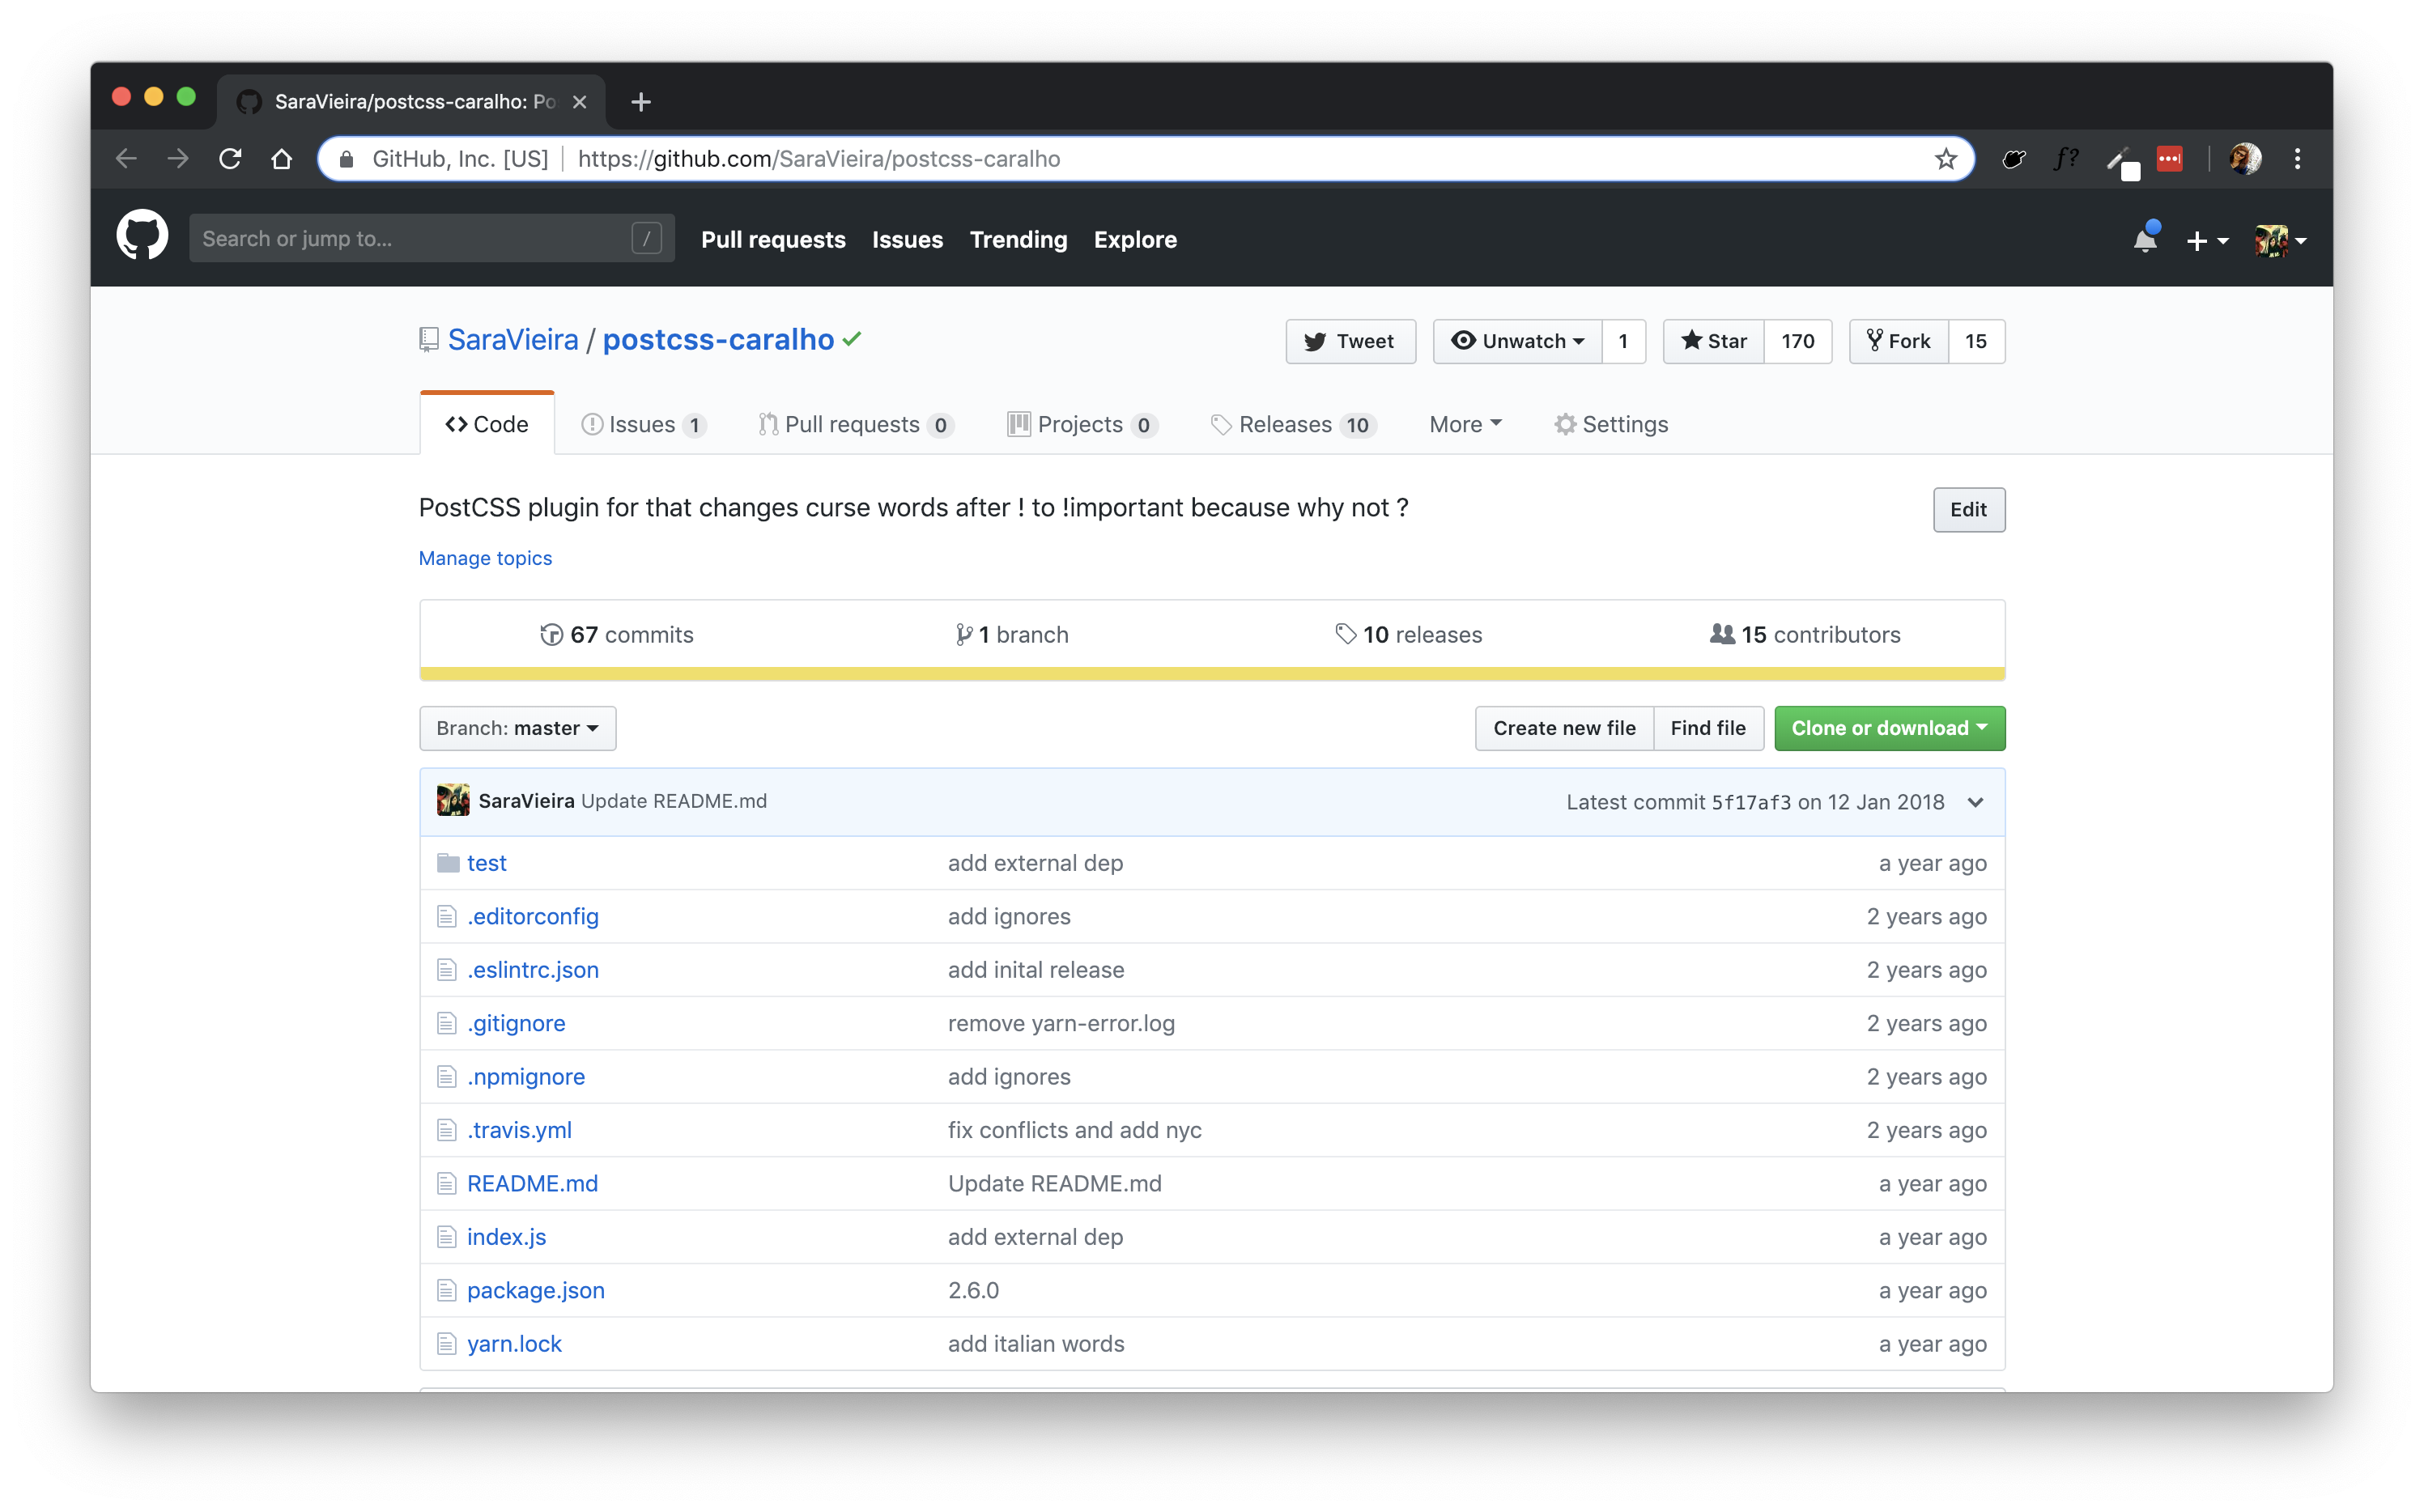 SaraVieira/postcss-caralho: Po
GitHub, Inc. [US] https://github.com/SaraVieira/postcss-caralho f?
Search or jump to... / Pull requests Issues Trending Explore
SaraVieira / postcss-caralho Tweet Unwatch 1 Star 170 Fork 15
Code Issues 1 Pull requests 0 Projects 0 Releases 10 More Settings
PostCSS plugin for that changes curse words after ! to !important because why not ? Edit
Manage topics
67 commits 1 branch 10 releases 15 contributors
Branch: master Create new file Find file Clone or download
SaraVieira Update README.md Latest commit 5f17af3 on 12 Jan 2018
test add external dep a year ago
.editorconfig add ignores 2 years ago
.eslintrc.json add inital release 2 years ago
.gitignore remove yarn-error.log 2 years ago
.npmignore add ignores 2 years ago
.travis.yml fix conflicts and add nyc 2 years ago
README.md Update README.md a year ago
index.js add external dep a year ago
package.json 2.6.0 a year ago
yarn.lock add italian words a year ago